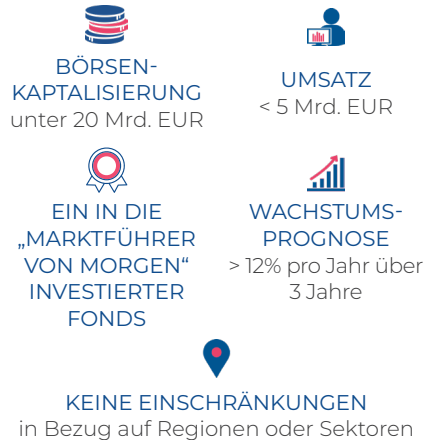 BÖRSEN-
KAPTALISIERUNG
unter 20 Mrd. EUR
UMSATZ
< 5 Mrd. EUR
EIN IN DIE
„MARKTFÜHRER
VON MORGEN“
INVESTIERTER
FONDS
WACHSTUMS-
PROGNOSE
> 12% pro Jahr über
3 Jahre
KEINE EINSCHRÄNKUNGEN
in Bezug auf Regionen oder Sektoren